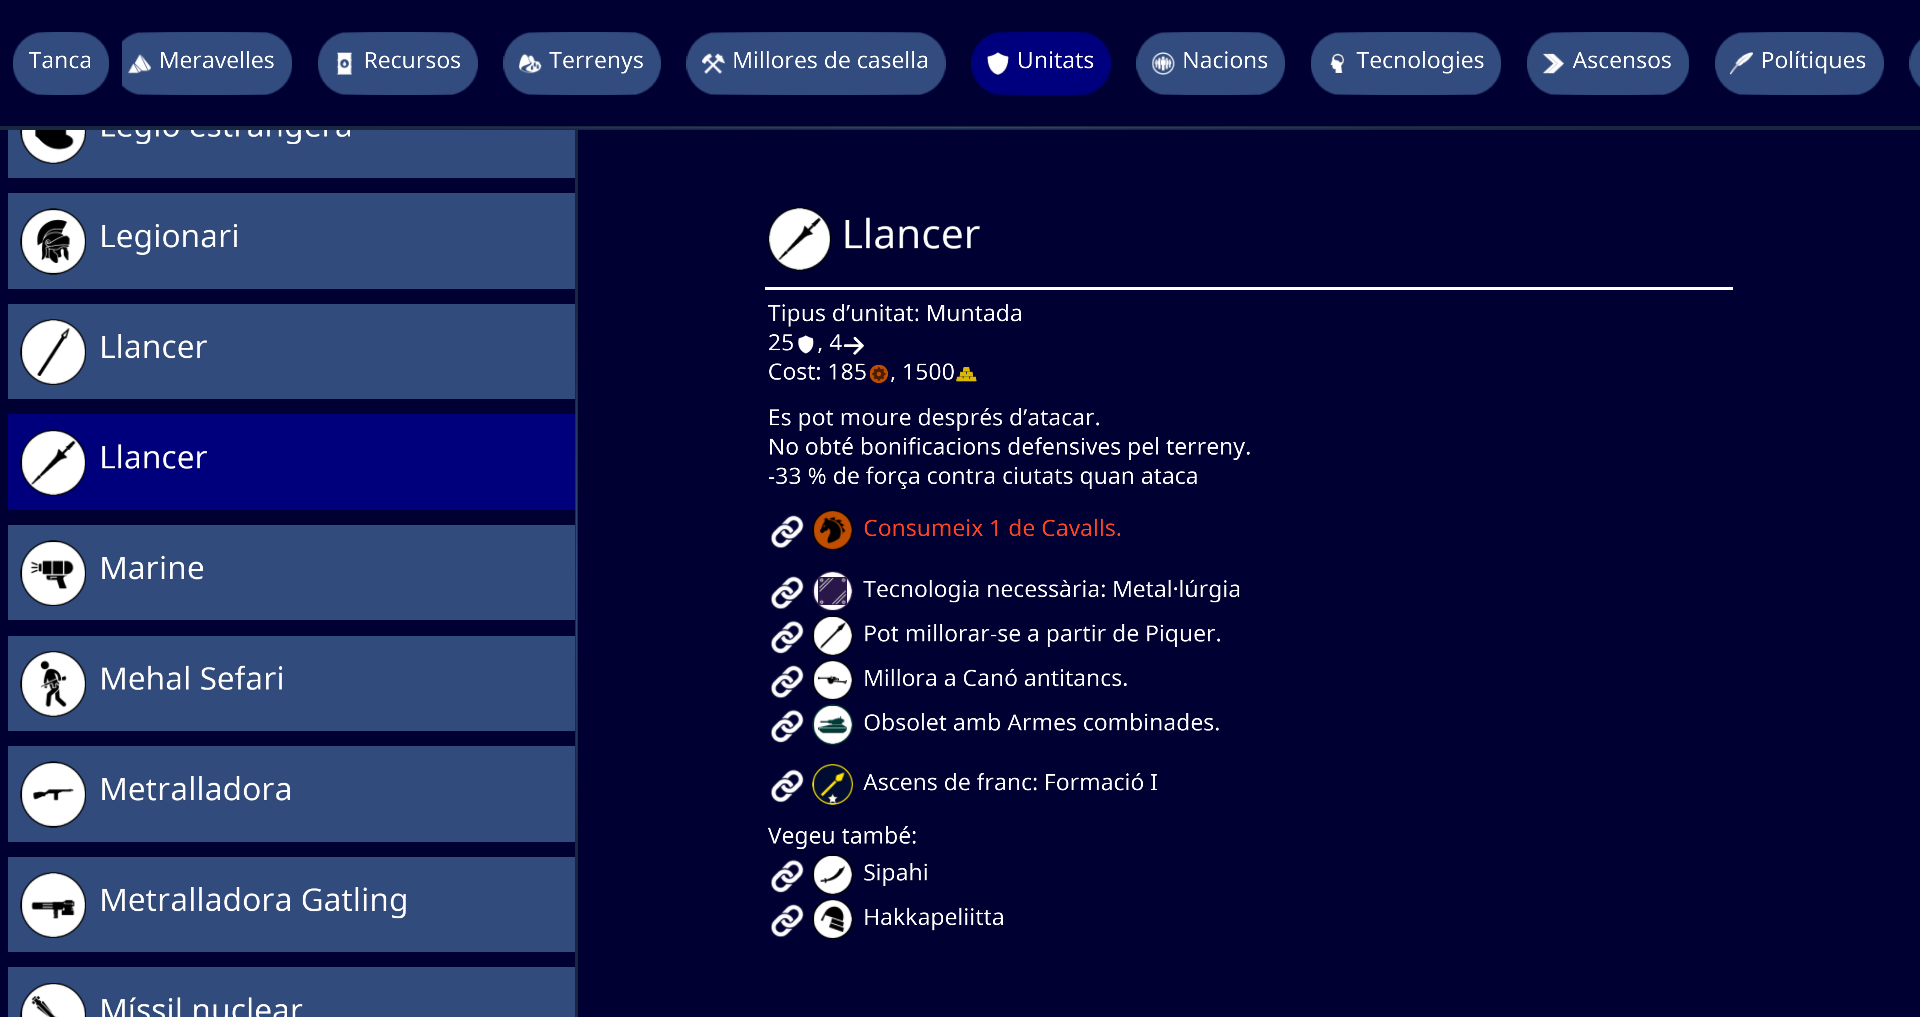 Tanca
Meravelles
Recursos
Terrenys
Millores de casella
Unitats
Nacions
Tecnologies
Ascensos
Polítiques
Legió estrangera
Legionari
Llancer
Llancer
Marine
Mehal Sefari
Metralladora
Metralladora Gatling
Míssil nuclear
Llancer
Tipus d’unitat: Muntada
25, 4
Cost: 185, 1500
Es pot moure després d’atacar.
No obté bonificacions defensives pel terreny.
-33 % de força contra ciutats quan ataca
Consumeix 1 de Cavalls.
Tecnologia necessària: Metal·lúrgia
Pot millorar-se a partir de Piquer.
Millora a Canó antitancs.
Obsolet amb Armes combinades.
Ascens de franc: Formació I
Vegeu també:
Sipahi
Hakkapeliitta